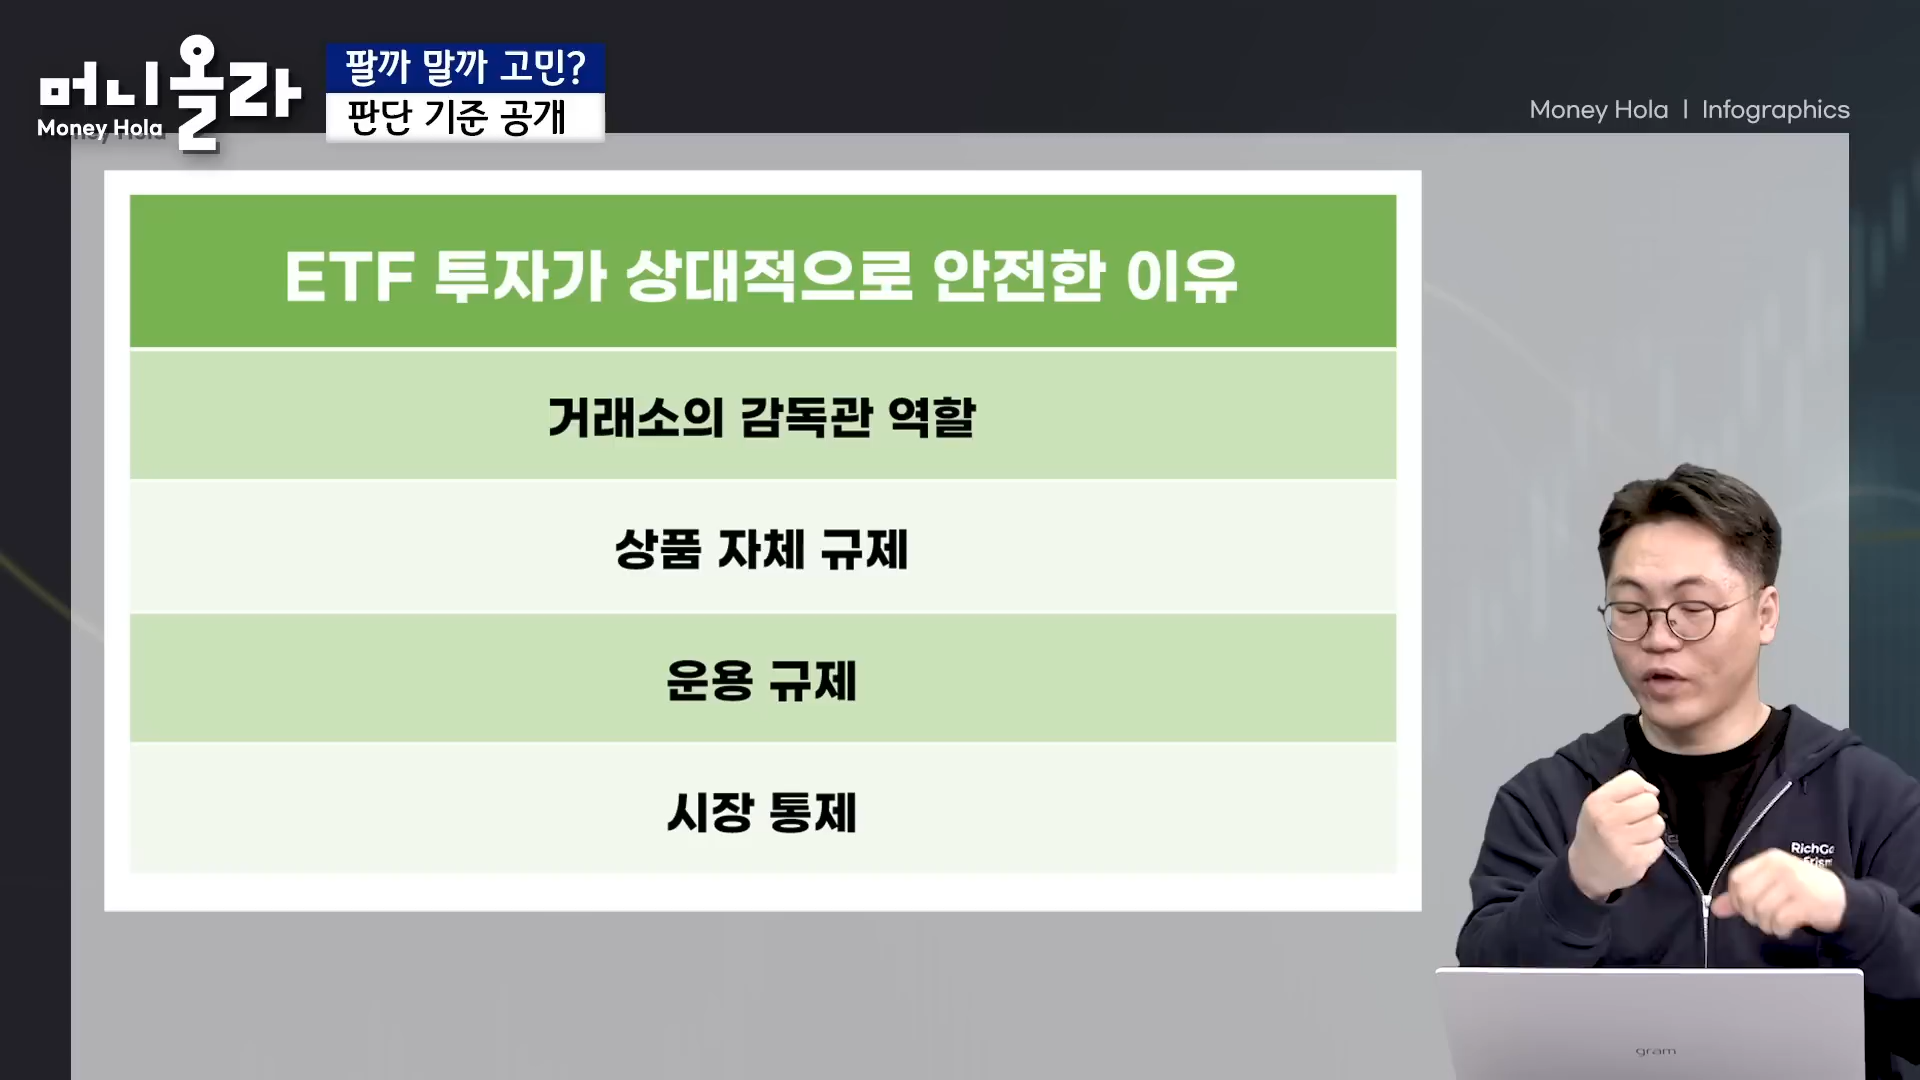 머니올라
Money Hola
팔까 말까 고민?
판단 기준 공개
Money Hola | Infographics
ETF 투자가 상대적으로 안전한 이유
거래소의 감독관 역할
상품 자체 규제
운용 규제
시장 통제
gram